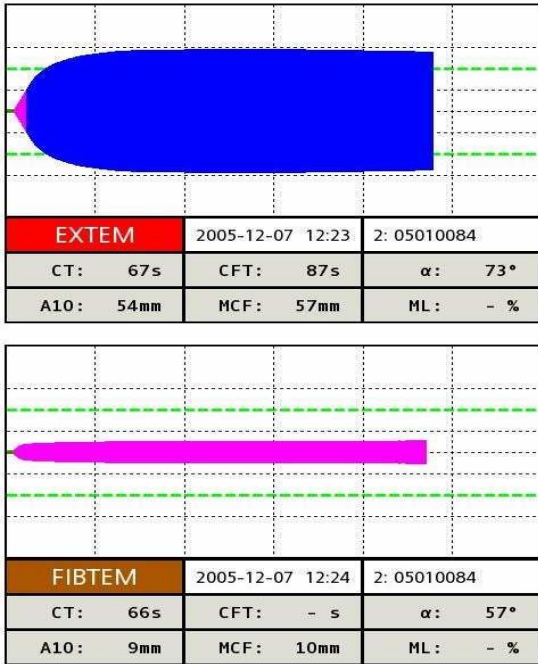 EXTEM 2005-12-07 12:23 2: 05010084
CT: 67s CFT: 87s α: 73°
A10: 54mm MCF: 57mm ML: - %
FIBTEM 2005-12-07 12:24 2: 05010084
CT: 66s CFT: - s α: 57°
A10: 9mm MCF: 10mm ML: - %